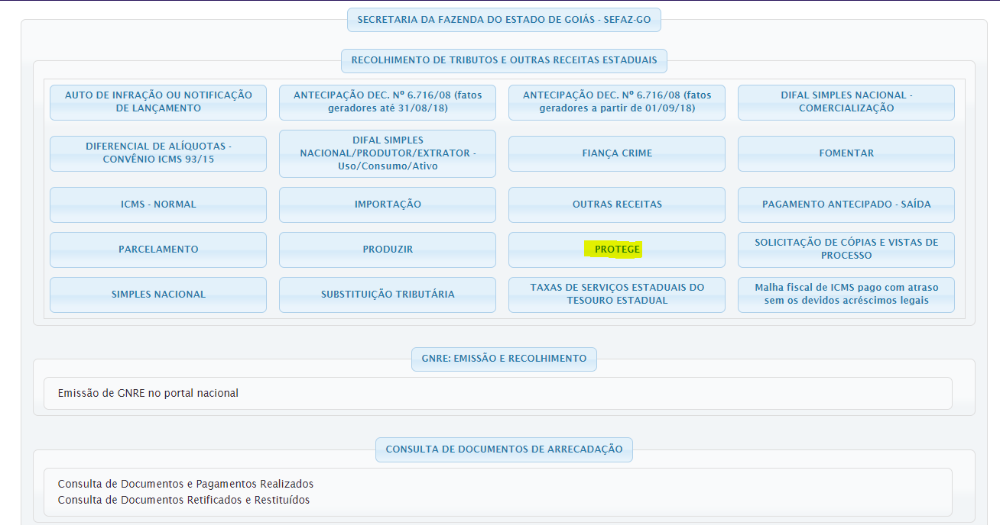 SECRETARIA DA FAZENDA DO ESTADO DE GOIÁS - SEFAZ-GO
RECOLHIMENTO DE TRIBUTOS E OUTRAS RECEITAS ESTADUAIS
AUTO DE INFRAÇÃO OU NOTIFICAÇÃO
DE LANÇAMENTO
ANTECIPAÇÃO DEC. Nº 6.716/08 (fatos
geradores até 31/08/18)
ANTECIPAÇÃO DEC. Nº 6.716/08 (fatos
geradores a partir de 01/09/18)
DIFAL SIMPLES NACIONAL -
COMERCIALIZAÇÃO
DIFERENCIAL DE ALÍQUOTAS -
CONVÊNIO ICMS 93/15
DIFAL SIMPLES
NACIONAL/PRODUTOR/EXTRATOR -
Uso/Consumo/Ativo
FIANÇA CRIME
FOMENTAR
ICMS - NORMAL
IMPORTAÇÃO
OUTRAS RECEITAS
PAGAMENTO ANTECIPADO - SAÍDA
PARCELAMENTO
PRODUZIR
PROTEGE
SOLICITAÇÃO DE CÓPIAS E VISTAS DE
PROCESSO
SIMPLES NACIONAL
SUBSTITUIÇÃO TRIBUTÁRIA
TAXAS DE SERVIÇOS ESTADUAIS DO
TESOURO ESTADUAL
Malha fiscal de ICMS pago com atraso
sem os devidos acréscimos legais
GNRE: EMISSÃO E RECOLHIMENTO
Emissão de GNRE no portal nacional
CONSULTA DE DOCUMENTOS DE ARRECADAÇÃO
Consulta de Documentos e Pagamentos Realizados
Consulta de Documentos Retificados e Restituídos